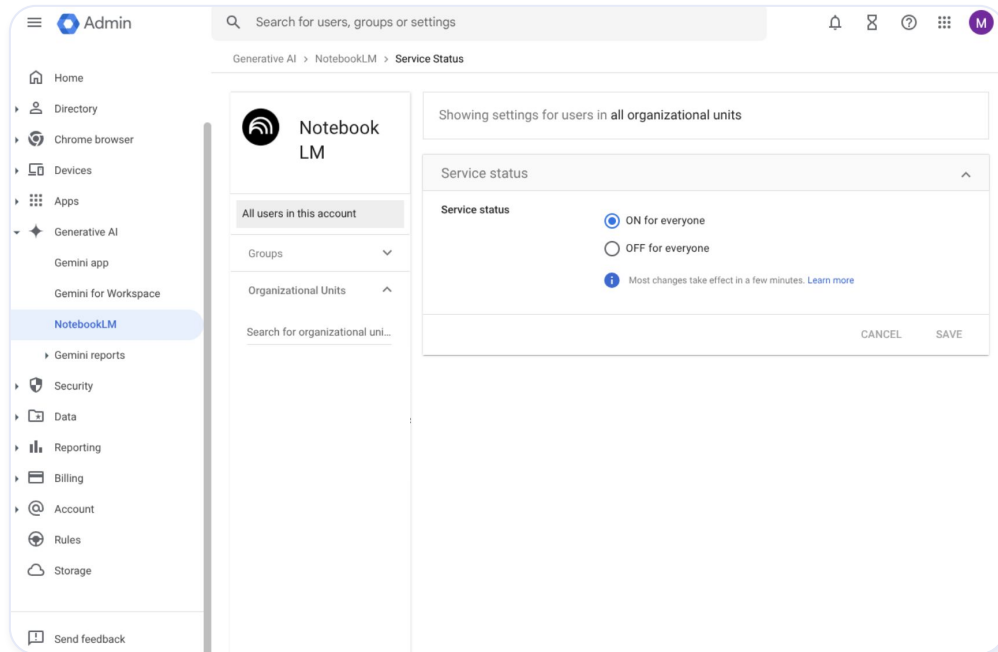 Admin
Search for users, groups or settings
M
Generative AI > NotebookLM > Service Status
Home
Directory
Chrome browser
Devices
Apps
Generative AI
Gemini app
Gemini for Workspace
NotebookLM
Gemini reports
Security
Data
Reporting
Billing
Account
Rules
Storage
Send feedback
Notebook
LM
All users in this account
Groups
Organizational Units
Search for organizational uni...
Showing settings for users in all organizational units
Service status
Service status
ON for everyone
OFF for everyone
Most changes take effect in a few minutes. Learn more
CANCEL SAVE